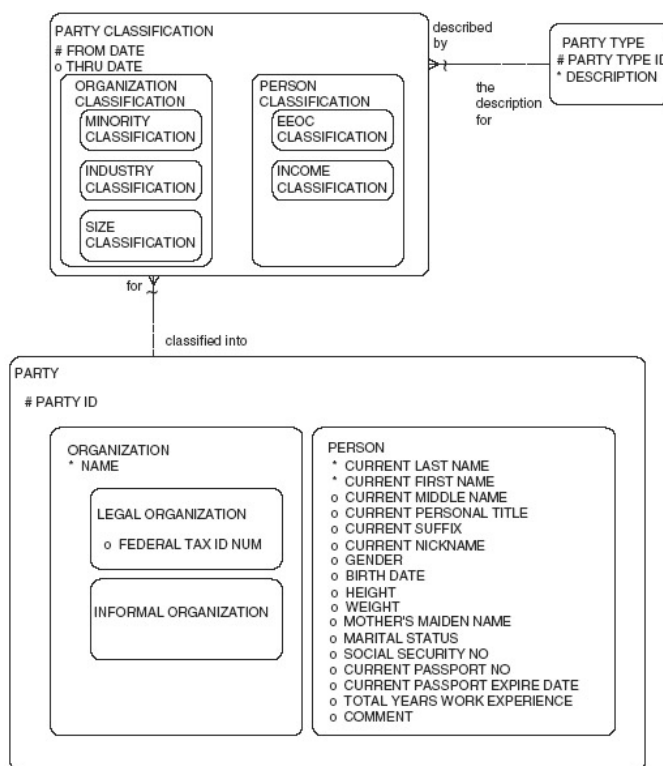 PARTY CLASSIFICATION
# FROM DATE
o THRU DATE
ORGANIZATION
CLASSIFICATION
MINORITY
CLASSIFICATION
INDUSTRY
CLASSIFICATION
SIZE
CLASSIFICATION
PERSON
CLASSIFICATION
EEOC
CLASSIFICATION
INCOME
CLASSIFICATION
described
by
the
description
for
PARTY TYPE
# PARTY TYPE ID
* DESCRIPTION
for
classified into
PARTY
# PARTY ID
ORGANIZATION
* NAME
LEGAL ORGANIZATION
o FEDERAL TAX ID NUM
INFORMAL ORGANIZATION
PERSON
* CURRENT LAST NAME
* CURRENT FIRST NAME
o CURRENT MIDDLE NAME
o CURRENT PERSONAL TITLE
o CURRENT SUFFIX
o CURRENT NICKNAME
o GENDER
o BIRTH DATE
o HEIGHT
o WEIGHT
o MOTHER'S MAIDEN NAME
o MARITAL STATUS
o SOCIAL SECURITY NO
o CURRENT PASSPORT NO
o CURRENT PASSPORT EXPIRE DATE
o TOTAL YEARS WORK EXPERIENCE
o COMMENT